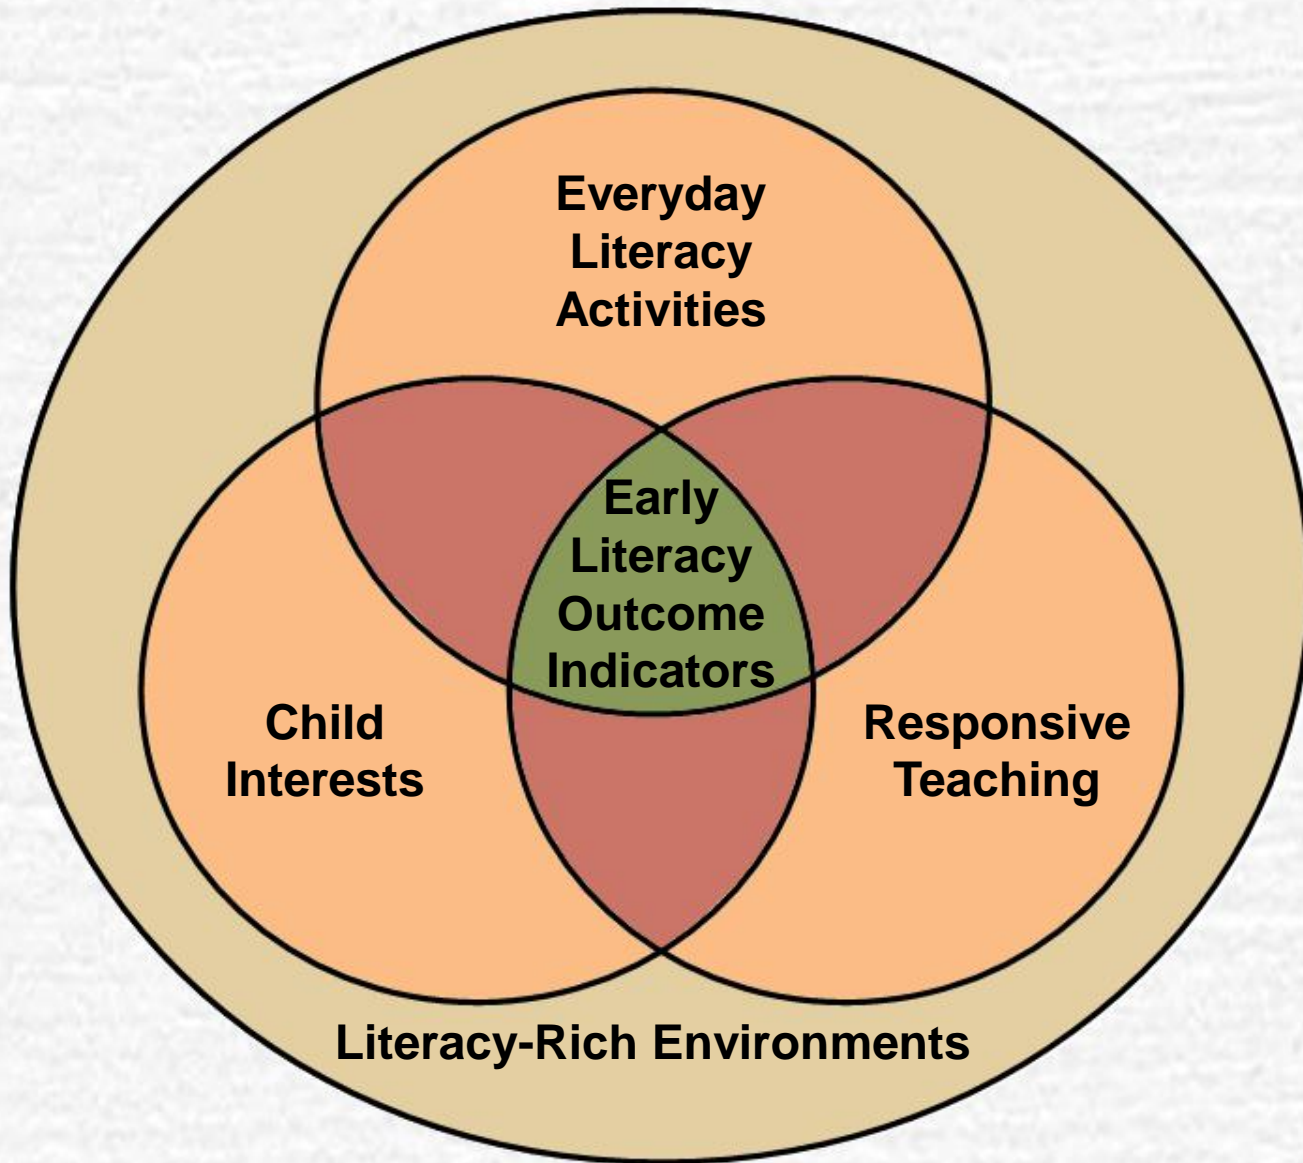 Everyday
Literacy
Activities
Early
Literacy
Outcome
Indicators
Child
Interests
Responsive
Teaching
Literacy-Rich Environments